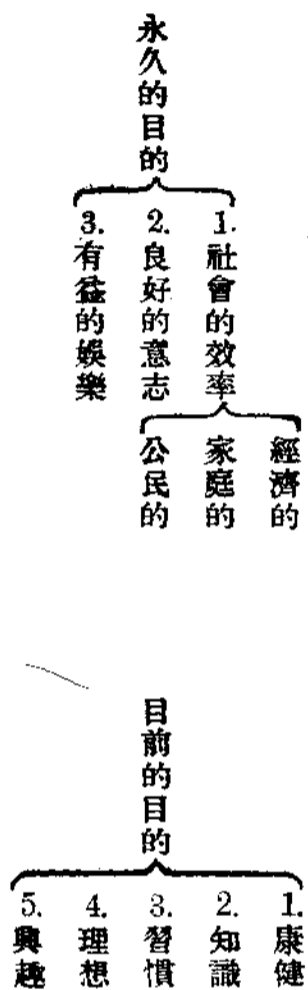 永久的目的
1. 社會的效率
經濟的
家庭的
公民的
2. 良好的意志
3. 有益的娛樂
目前的目的
1. 康健
2. 知識
3. 習慣
4. 理想
5. 興趣